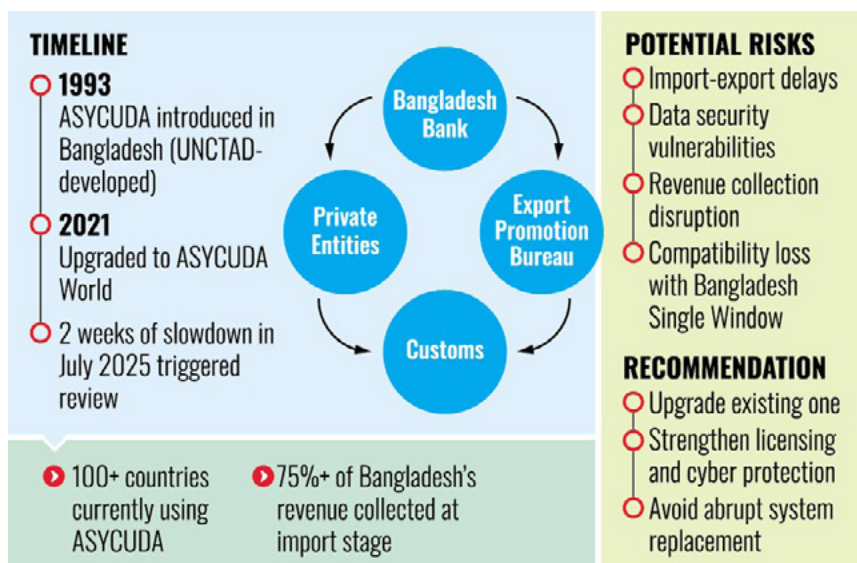 TIMELINE
1993
ASYCUDA introduced in
Bangladesh (UNCTAD-
developed)
2021
Upgraded to ASYCUDA
World
2 weeks of slowdown in
July 2025 triggered
review
Bangladesh
Bank
Private
Entities
Export
Promotion
Bureau
Customs
100+ countries
currently using
ASYCUDA
75%+ of Bangladesh's
revenue collected at
import stage
POTENTIAL RISKS
Import-export delays
Data security
vulnerabilities
Revenue collection
disruption
Compatibility loss
with Bangladesh
Single Window
RECOMMENDATION
Upgrade existing one
Strengthen licensing
and cyber protection
Avoid abrupt system
replacement